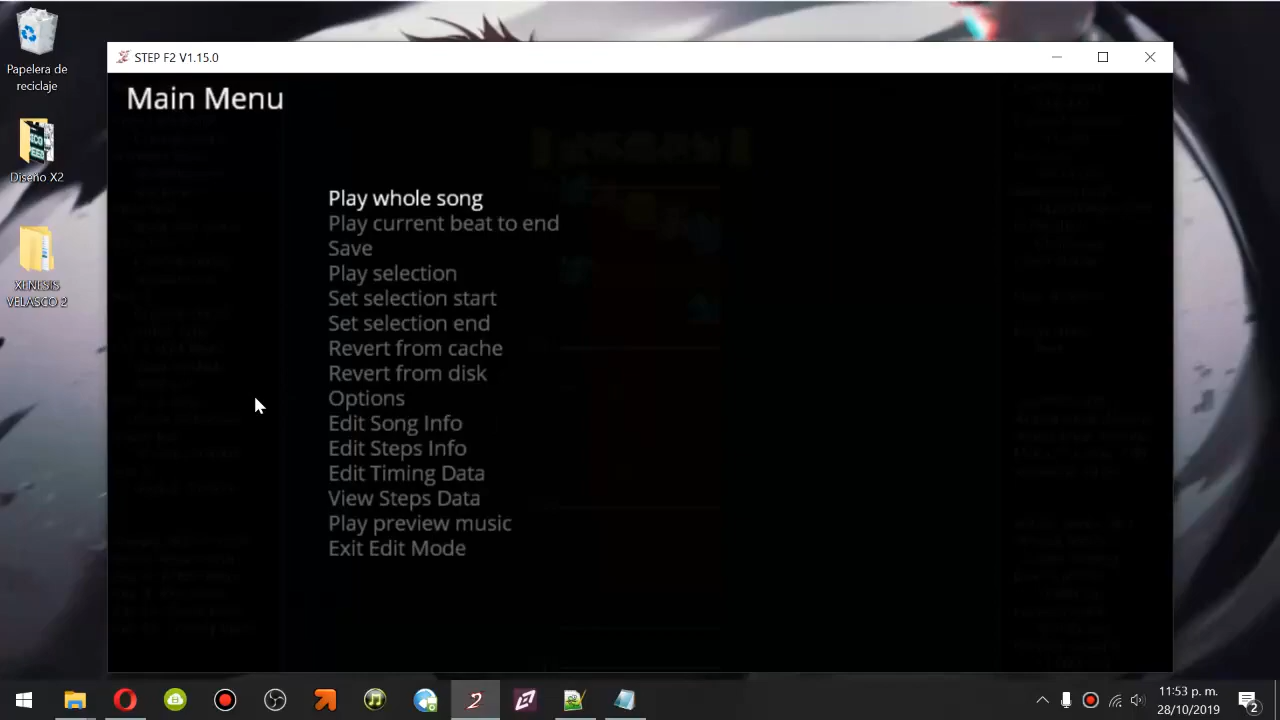 Papelera de
reciclaje
Diseño X2
XENESIS
VELASCO 2
STEP F2 V1.15.0
Main Menu
Play whole song
Play current beat to end
Save
Play selection
Set selection start
Set selection end
Revert from cache
Revert from disk
Options
Edit Song Info
Edit Steps Info
Edit Timing Data
View Steps Data
Play preview music
Exit Edit Mode
11:53 p. m.
28/10/2019
2